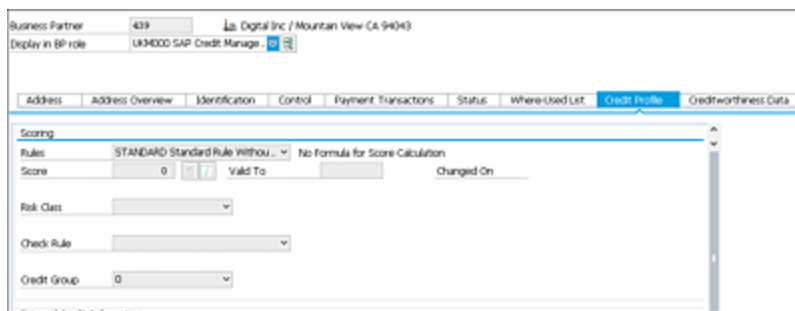 Business Partner 439 Digital Inc / Mountain View CA 94043
Display in BP role UKM000 SAP Credit Manage..
Address Address Overview Identification Control Payment Transactions Status Where-Used List Credit Profile Creditworthiness Data
Scoring
Rules STANDARD Standard Rule Withou... No Formula for Score Calculation
Score 0 Valid To Changed On
Risk Class
Check Rule
Credit Group 0